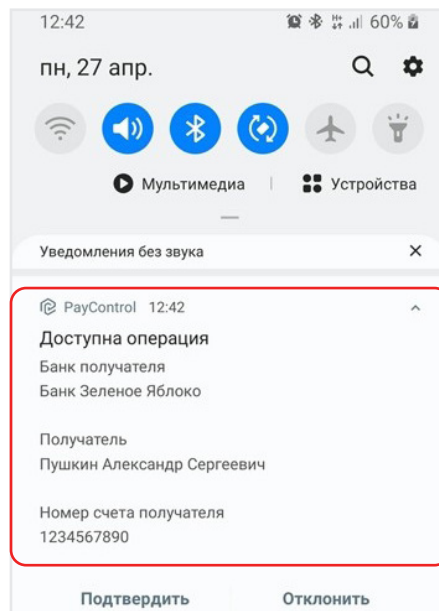 12:42 60%
пн, 27 апр.
Мультимедиа Устройства
Уведомления без звука
PayControl 12:42
Доступна операция
Банк получателя
Банк Зеленое Яблоко
Получатель
Пушкин Александр Сергеевич
Номер счета получателя
1234567890
Подтвердить Отклонить